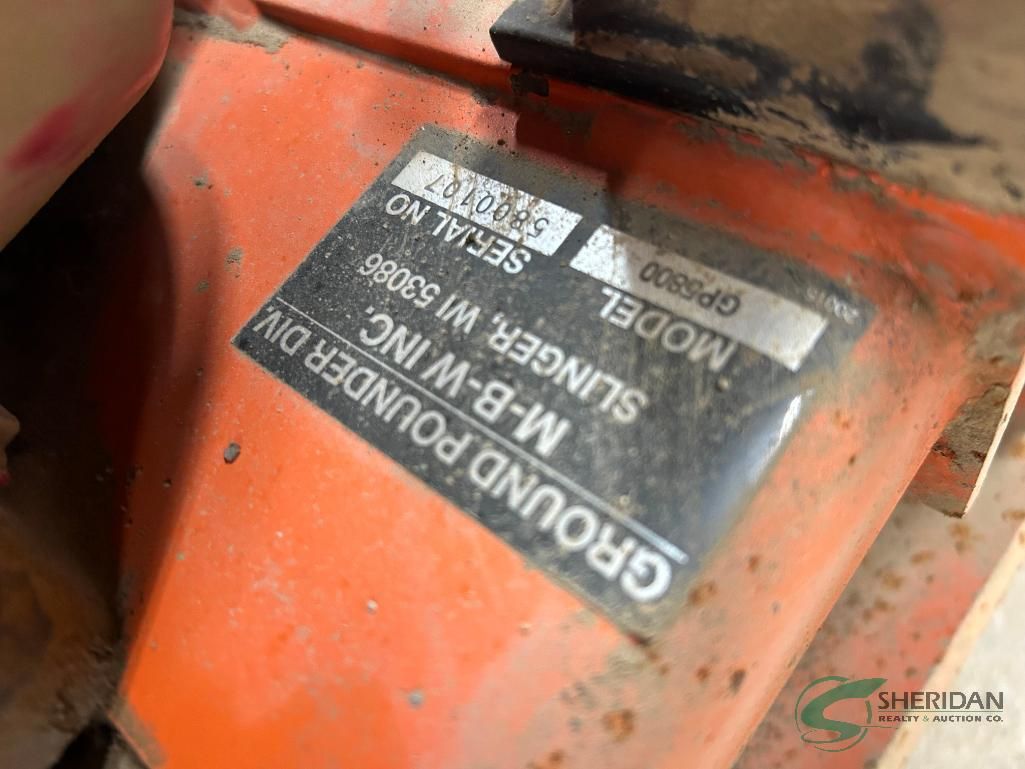 GROUND POUNDER DIV.
M-B-W INC.
SLINGER, WI 53086
MODEL SERIAL NO
GP5800 5800107
SHERIDAN
REALTY & AUCTION CO.